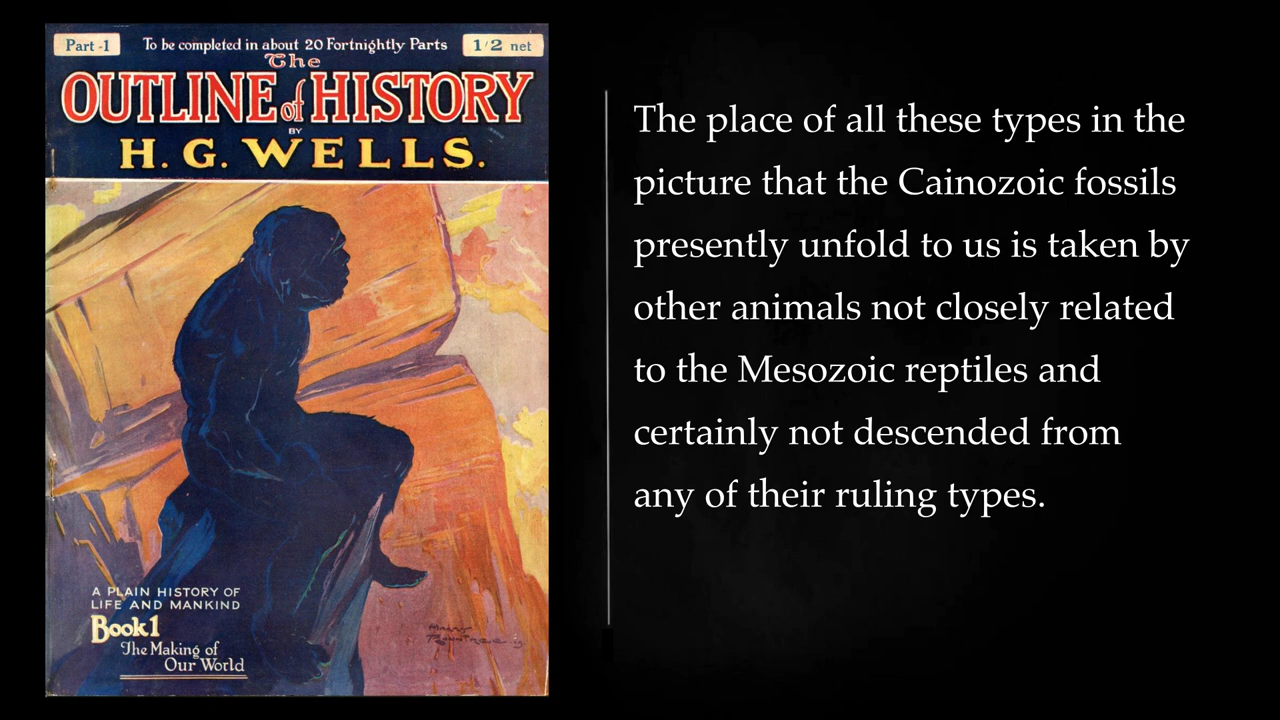 Part -1
To be completed in about 20 Fortnightly Parts
1/2 net
The
OUTLINE of HISTORY
BY
H. G. WELLS.
A PLAIN HISTORY OF
LIFE AND MANKIND
Book 1
The Making of
Our World
The place of all these types in the
picture that the Cainozoic fossils
presently unfold to us is taken by
other animals not closely related
to the Mesozoic reptiles and
certainly not descended from
any of their ruling types.